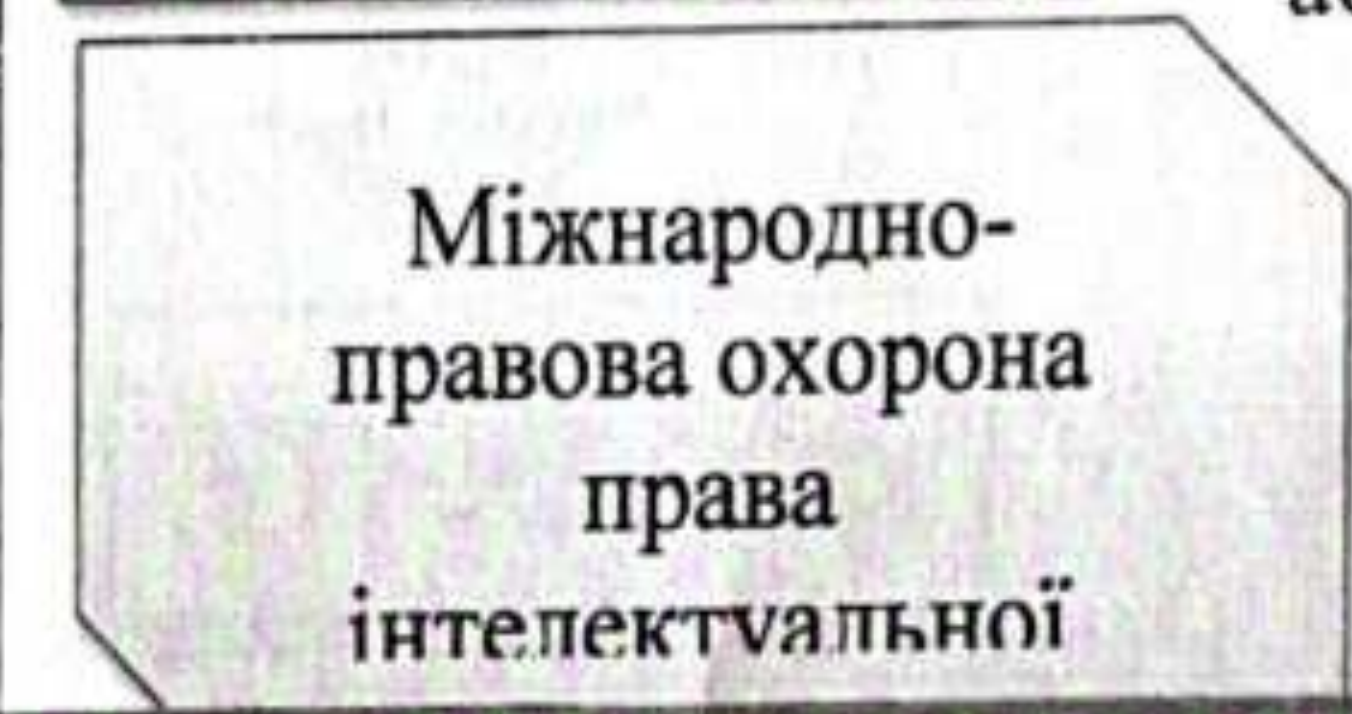 Міжнародно-
правова охорона
права
інтелектуальної